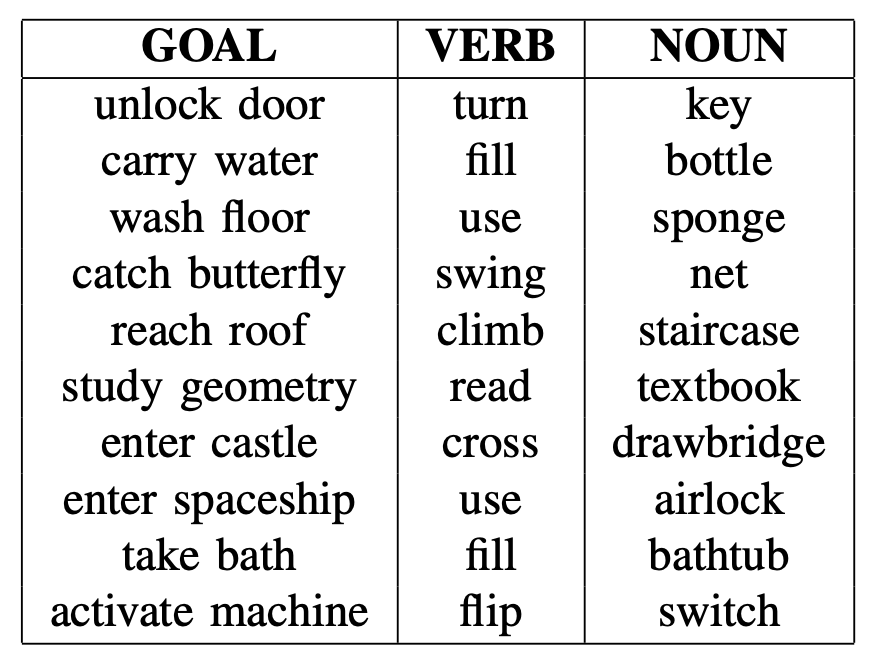 GOAL VERB NOUN
unlock door turn key
carry water fill bottle
wash floor use sponge
catch butterfly swing net
reach roof climb staircase
study geometry read textbook
enter castle cross drawbridge
enter spaceship use airlock
take bath fill bathtub
activate machine flip switch